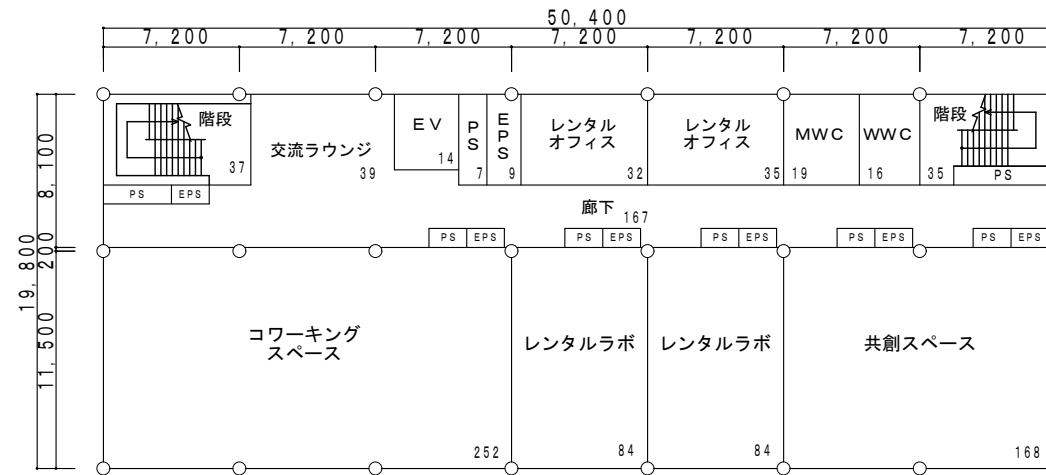 50,400
7,200 7,200 7,200 7,200 7,200 7,200 7,200
19,800
8,100
200
11,500
階段
37
PS EPS
交流ラウンジ
39
EV
14
PS
7
EPS
9
レンタル
オフィス
32
レンタル
オフィス
35
MWC
19
WWC
16
階段
35
PS
廊下
167
PS EPS
PS EPS
PS EPS
PS EPS
PS EPS
コワーキング
スペース
252
レンタルラボ
84
レンタルラボ
84
共創スペース
168